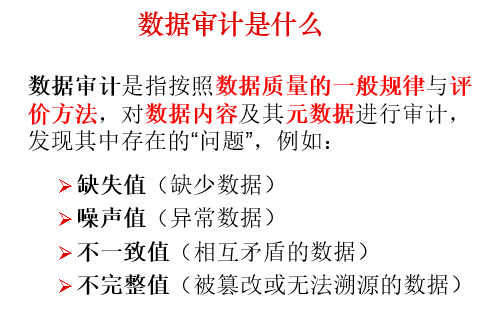 数据审计是什么
数据审计是指按照数据质量的一般规律与评
价方法，对数据内容及其元数据进行审计，
发现其中存在的“问题”，例如：
➢缺失值（缺少数据）
➢噪声值（异常数据）
➢不一致值（相互矛盾的数据）
➢不完整值（被篡改或无法溯源的数据）